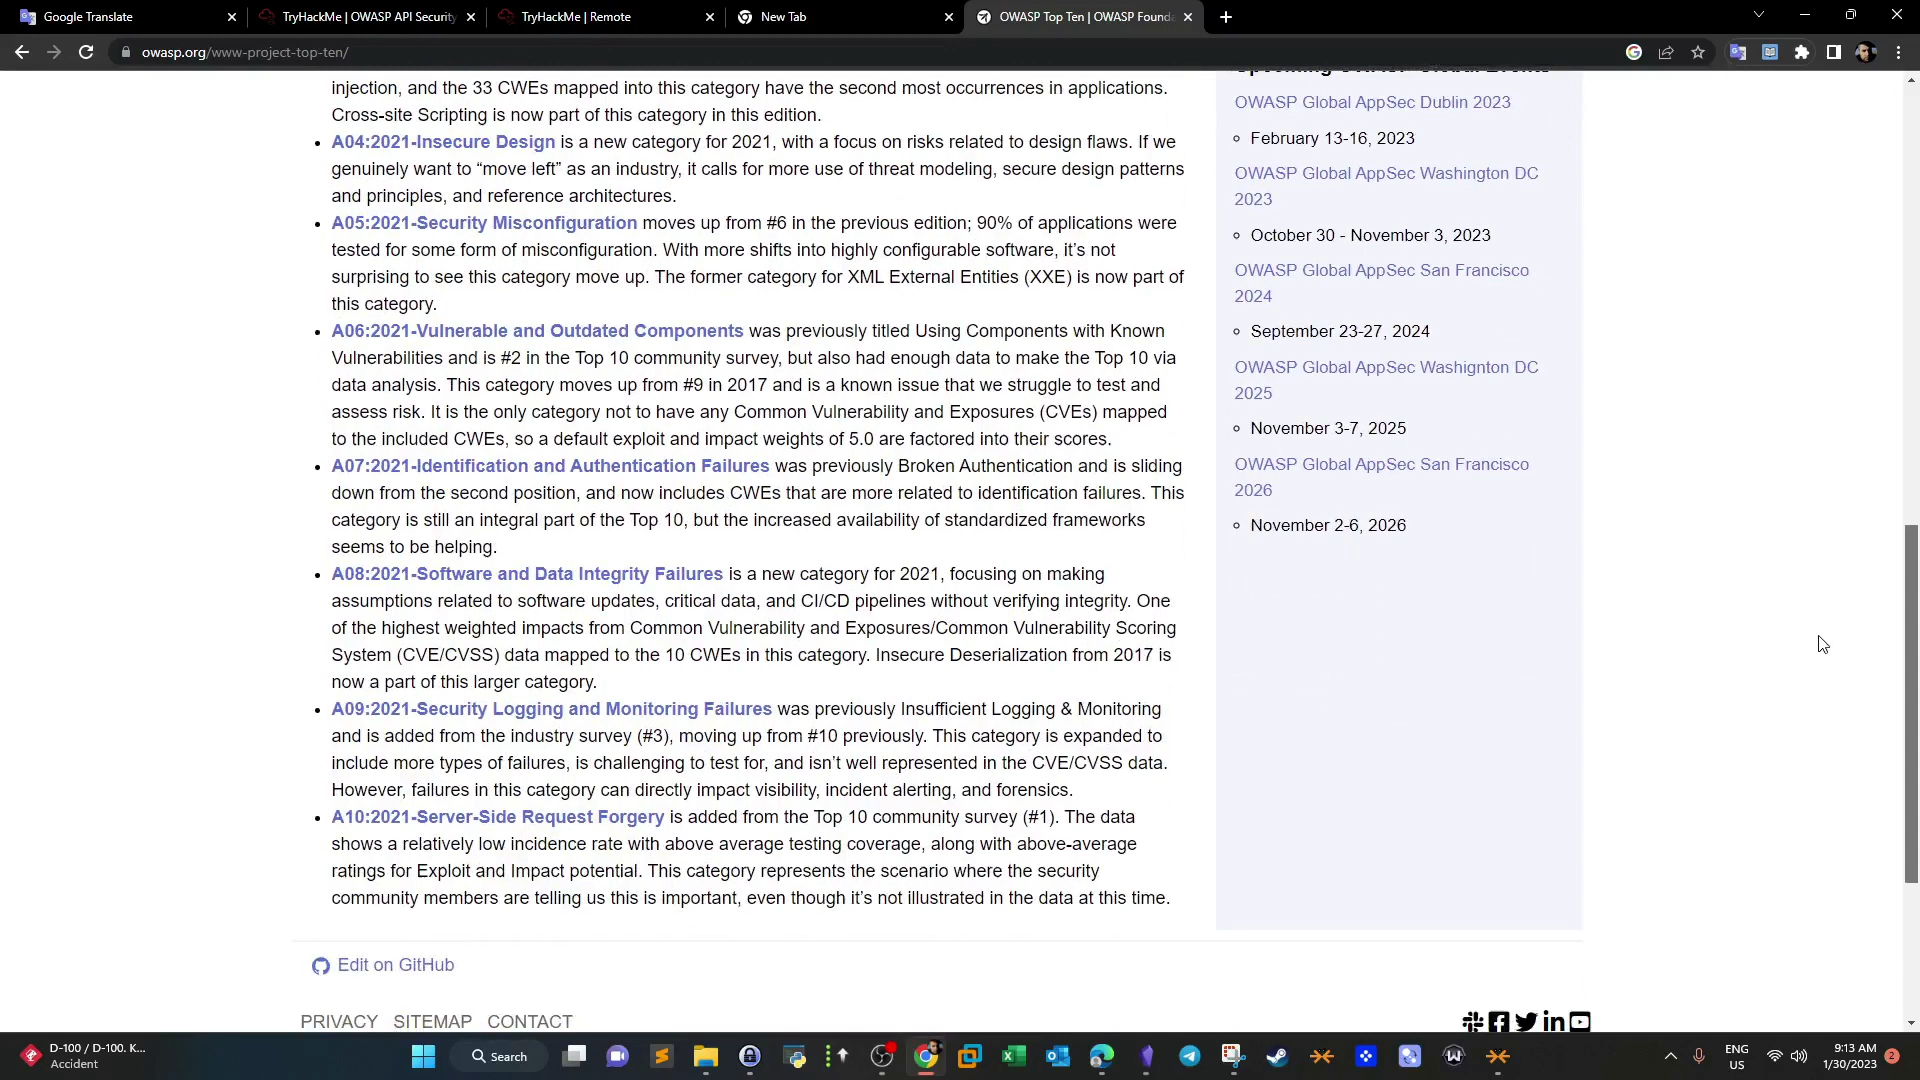 Google Translate
TryHackMe | OWASP API Security
TryHackMe | Remote
New Tab
OWASP Top Ten | OWASP Founda
owasp.org/www-project-top-ten/
injection, and the 33 CWEs mapped into this category have the second most occurrences in applications.
Cross-site Scripting is now part of this category in this edition.
A04:2021-Insecure Design is a new category for 2021, with a focus on risks related to design flaws. If we
genuinely want to “move left” as an industry, it calls for more use of threat modeling, secure design patterns
and principles, and reference architectures.
A05:2021-Security Misconfiguration moves up from #6 in the previous edition; 90% of applications were
tested for some form of misconfiguration. With more shifts into highly configurable software, it’s not
surprising to see this category move up. The former category for XML External Entities (XXE) is now part of
this category.
A06:2021-Vulnerable and Outdated Components was previously titled Using Components with Known
Vulnerabilities and is #2 in the Top 10 community survey, but also had enough data to make the Top 10 via
data analysis. This category moves up from #9 in 2017 and is a known issue that we struggle to test and
assess risk. It is the only category not to have any Common Vulnerability and Exposures (CVEs) mapped
to the included CWEs, so a default exploit and impact weights of 5.0 are factored into their scores.
A07:2021-Identification and Authentication Failures was previously Broken Authentication and is sliding
down from the second position, and now includes CWEs that are more related to identification failures. This
category is still an integral part of the Top 10, but the increased availability of standardized frameworks
seems to be helping.
A08:2021-Software and Data Integrity Failures is a new category for 2021, focusing on making
assumptions related to software updates, critical data, and CI/CD pipelines without verifying integrity. One
of the highest weighted impacts from Common Vulnerability and Exposures/Common Vulnerability Scoring
System (CVE/CVSS) data mapped to the 10 CWEs in this category. Insecure Deserialization from 2017 is
now a part of this larger category.
A09:2021-Security Logging and Monitoring Failures was previously Insufficient Logging & Monitoring
and is added from the industry survey (#3), moving up from #10 previously. This category is expanded to
include more types of failures, is challenging to test for, and isn’t well represented in the CVE/CVSS data.
However, failures in this category can directly impact visibility, incident alerting, and forensics.
A10:2021-Server-Side Request Forgery is added from the Top 10 community survey (#1). The data
shows a relatively low incidence rate with above average testing coverage, along with above-average
ratings for Exploit and Impact potential. This category represents the scenario where the security
community members are telling us this is important, even though it’s not illustrated in the data at this time.
Upcoming OWASP Global Events
OWASP Global AppSec Dublin 2023
February 13-16, 2023
OWASP Global AppSec Washington DC
2023
October 30 - November 3, 2023
OWASP Global AppSec San Francisco
2024
September 23-27, 2024
OWASP Global AppSec Washignton DC
2025
November 3-7, 2025
OWASP Global AppSec San Francisco
2026
November 2-6, 2026
Edit on GitHub
PRIVACY SITEMAP CONTACT
D-100 / D-100. K...
Accident
Search
ENG
US
9:13 AM
1/30/2023
2